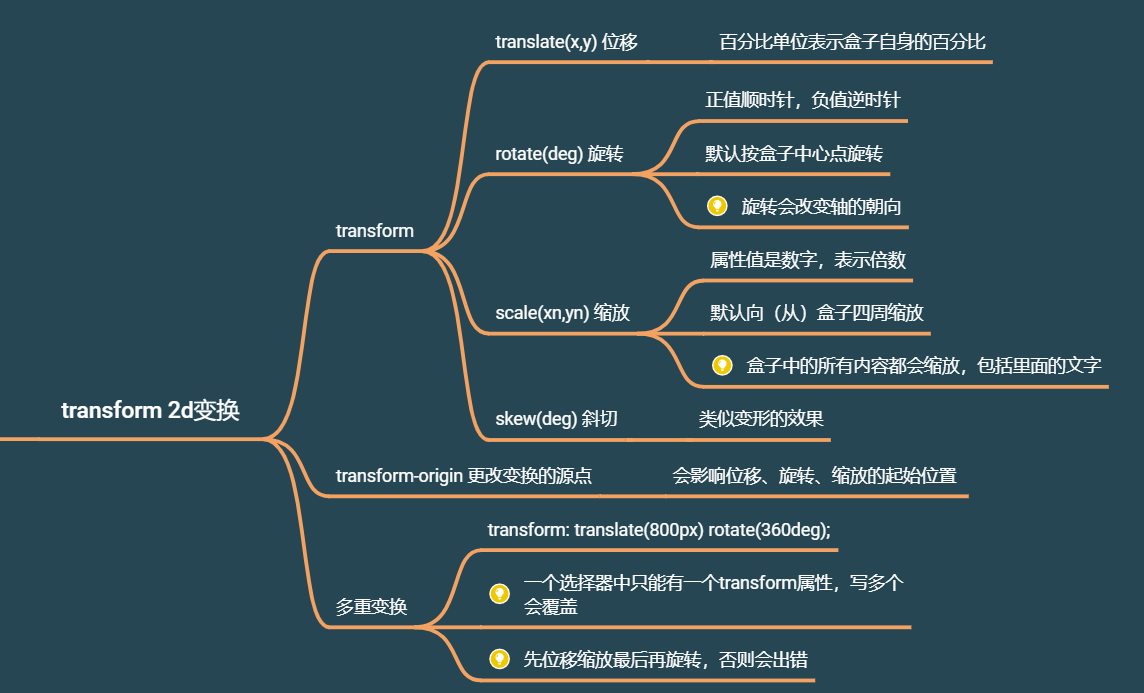 translate(x,y) 位移
百分比单位表示盒子自身的百分比
正值顺时针，负值逆时针
rotate(deg) 旋转
默认按盒子中心点旋转
旋转会改变轴的朝向
transform
属性值是数字，表示倍数
scale(xn,yn) 缩放
默认向（从）盒子四周缩放
盒子中的所有内容都会缩放，包括里面的文字
transform 2d变换
skew(deg) 斜切
类似变形的效果
transform-origin 更改变换的源点
会影响位移、旋转、缩放的起始位置
transform: translate(800px) rotate(360deg);
一个选择器中只能有一个transform属性，写多个
会覆盖
多重变换
先位移缩放最后再旋转，否则会出错